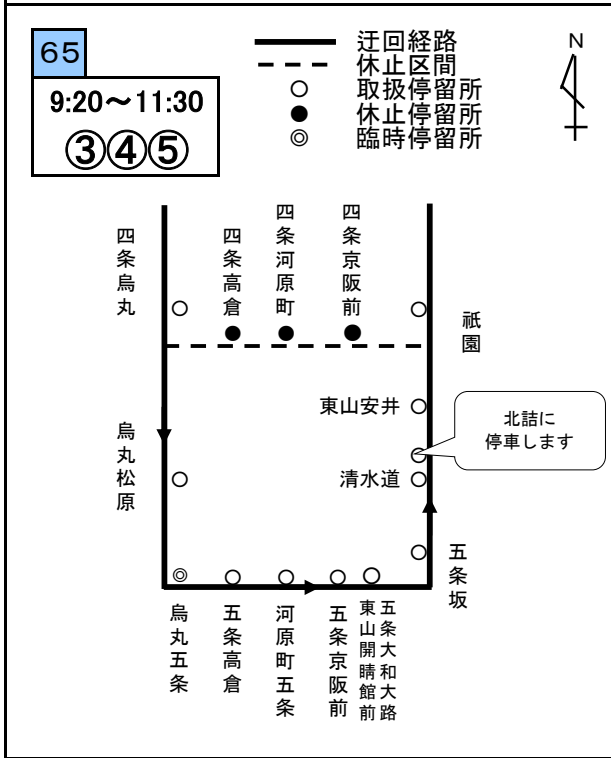 65
9:20～11:30
③④⑤
迂回経路
休止区間
取扱停留所
休止停留所
臨時停留所
N
四条烏丸
四条高倉
四条河原町
四条京阪前
祇園
東山安井
北詰に
停車します
清水道
烏丸松原
五条坂
烏丸五条
五条高倉
河原町五条
五条京阪前
五条大和大路
東山開睛館前